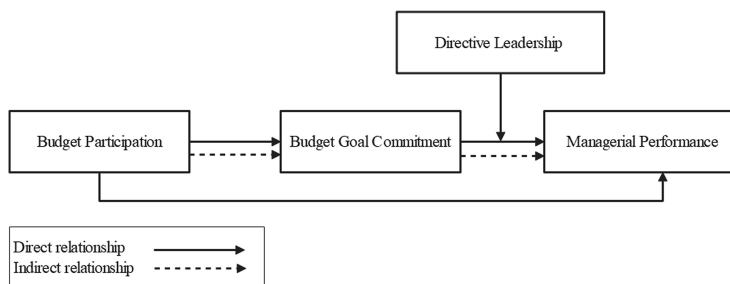 Directive Leadership
Budget Participation
Budget Goal Commitment
Managerial Performance
Direct relationship
Indirect relationship